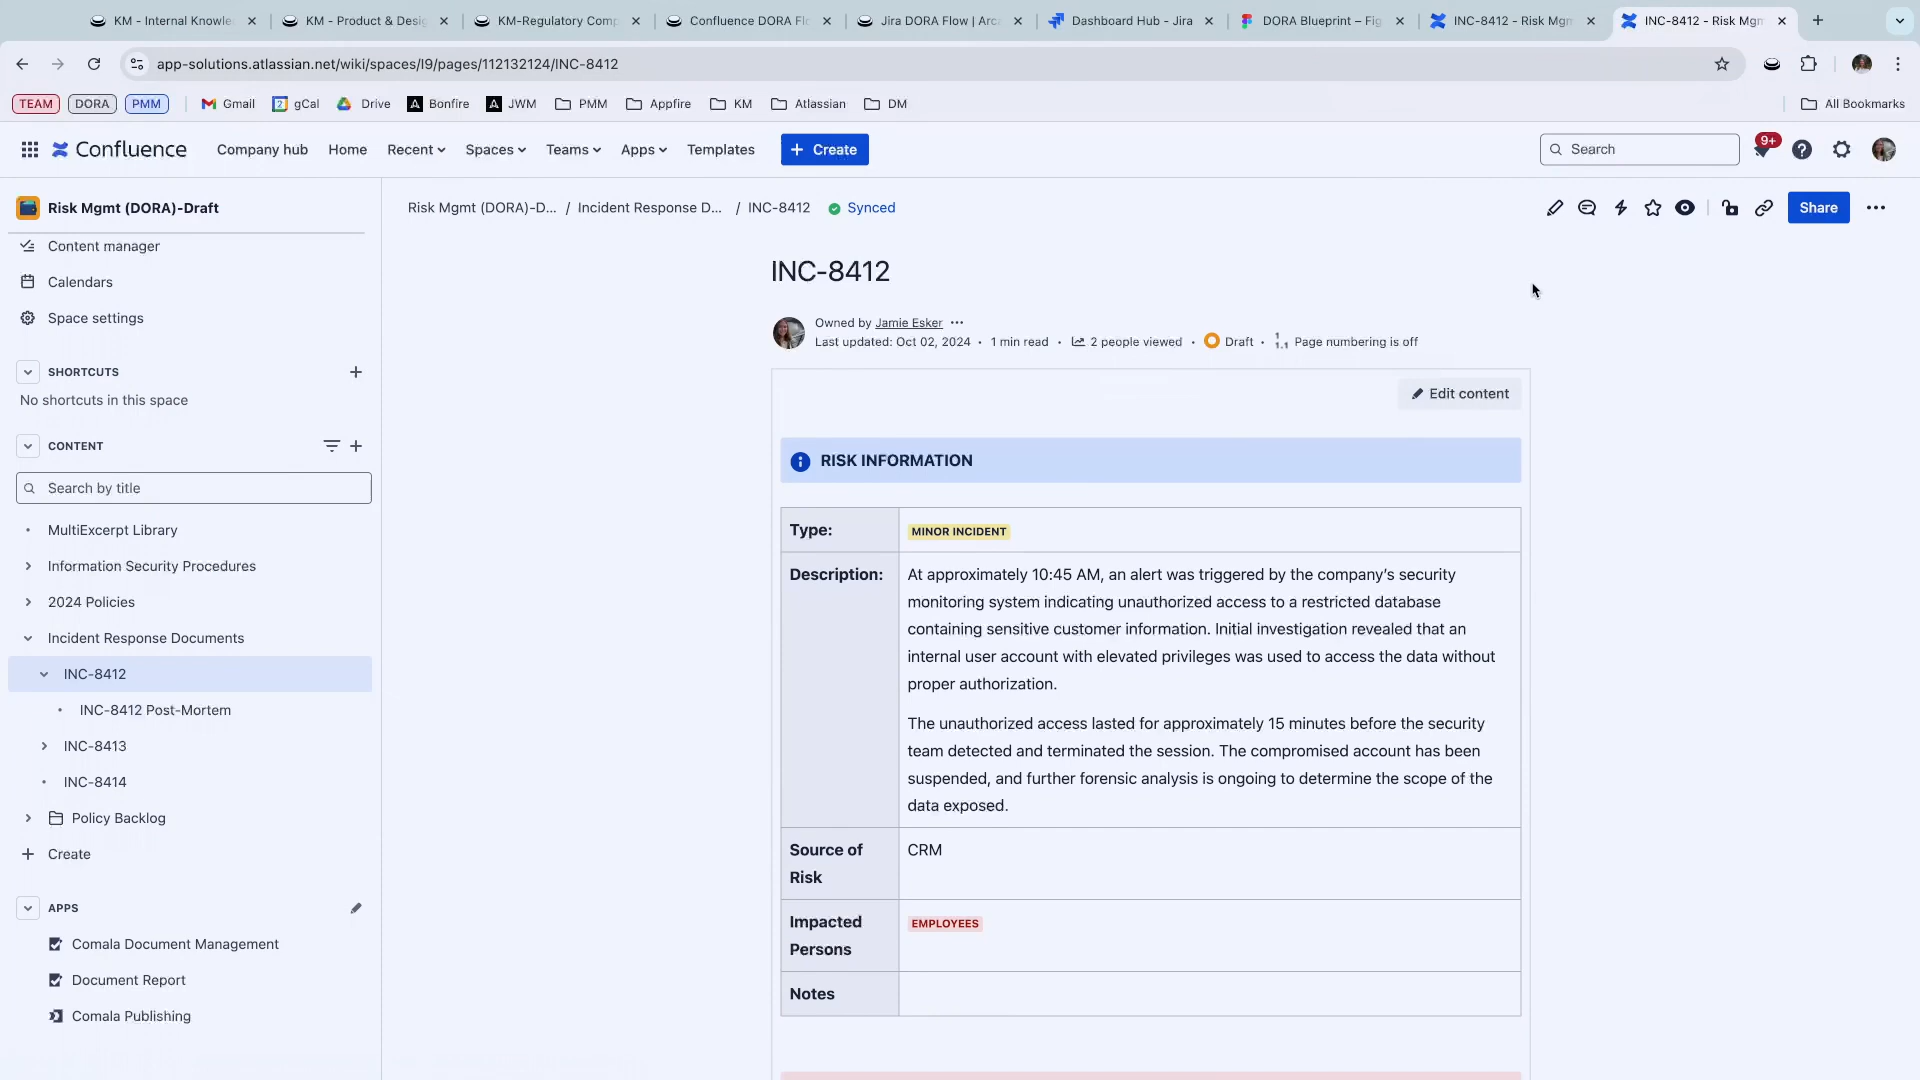 KM - Internal Knowle
KM - Product & Desig
KM-Regulatory Comp
Confluence DORA Flo
Jira DORA Flow | Arca
Dashboard Hub - Jira
DORA Blueprint – Fig
INC-8412 - Risk Mgm
INC-8412 - Risk Mgm
app-solutions.atlassian.net/wiki/spaces/I9/pages/112132124/INC-8412
TEAM
DORA
PMM
Gmail
gCal
Drive
Bonfire
JWM
PMM
Appfire
KM
Atlassian
DM
All Bookmarks
Confluence
Company hub
Home
Recent
Spaces
Teams
Apps
Templates
Create
Search
9+
Risk Mgmt (DORA)-Draft
Content manager
Calendars
Space settings
SHORTCUTS
No shortcuts in this space
CONTENT
Search by title
MultiExcerpt Library
Information Security Procedures
2024 Policies
Incident Response Documents
INC-8412
INC-8412 Post-Mortem
INC-8413
INC-8414
Policy Backlog
Create
APPS
Comala Document Management
Document Report
Comala Publishing
Risk Mgmt (DORA)-D... / Incident Response D... / INC-8412 Synced
Share
INC-8412
Owned by Jamie Esker
Last updated: Oct 02, 2024 • 1 min read • 2 people viewed • Draft • Page numbering is off
Edit content
RISK INFORMATION
Type: MINOR INCIDENT
Description: At approximately 10:45 AM, an alert was triggered by the company's security
monitoring system indicating unauthorized access to a restricted database
containing sensitive customer information. Initial investigation revealed that an
internal user account with elevated privileges was used to access the data without
proper authorization.
The unauthorized access lasted for approximately 15 minutes before the security
team detected and terminated the session. The compromised account has been
suspended, and further forensic analysis is ongoing to determine the scope of the
data exposed.
Source of
Risk
CRM
Impacted
Persons
EMPLOYEES
Notes